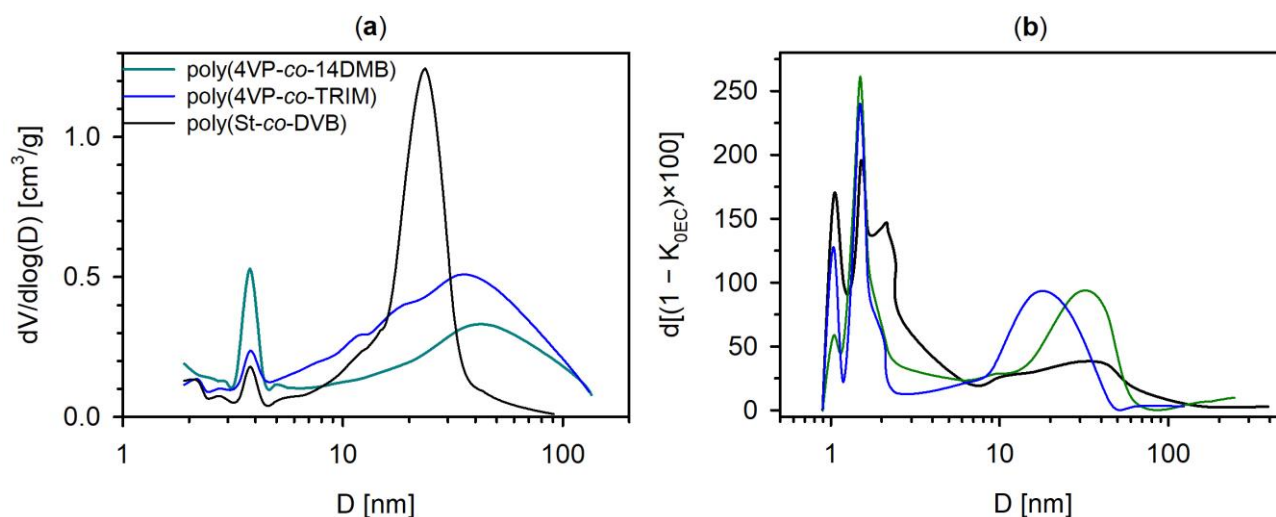 (a)
dV/dlog(D) [cm³/g]
1.0
0.5
0.0
poly(4VP-co-14DMB)
poly(4VP-co-TRIM)
poly(St-co-DVB)
1 10 100
D [nm]
(b)
d[(1 − K0EC)×100]
250
200
150
100
50
0
1 10 100
D [nm]